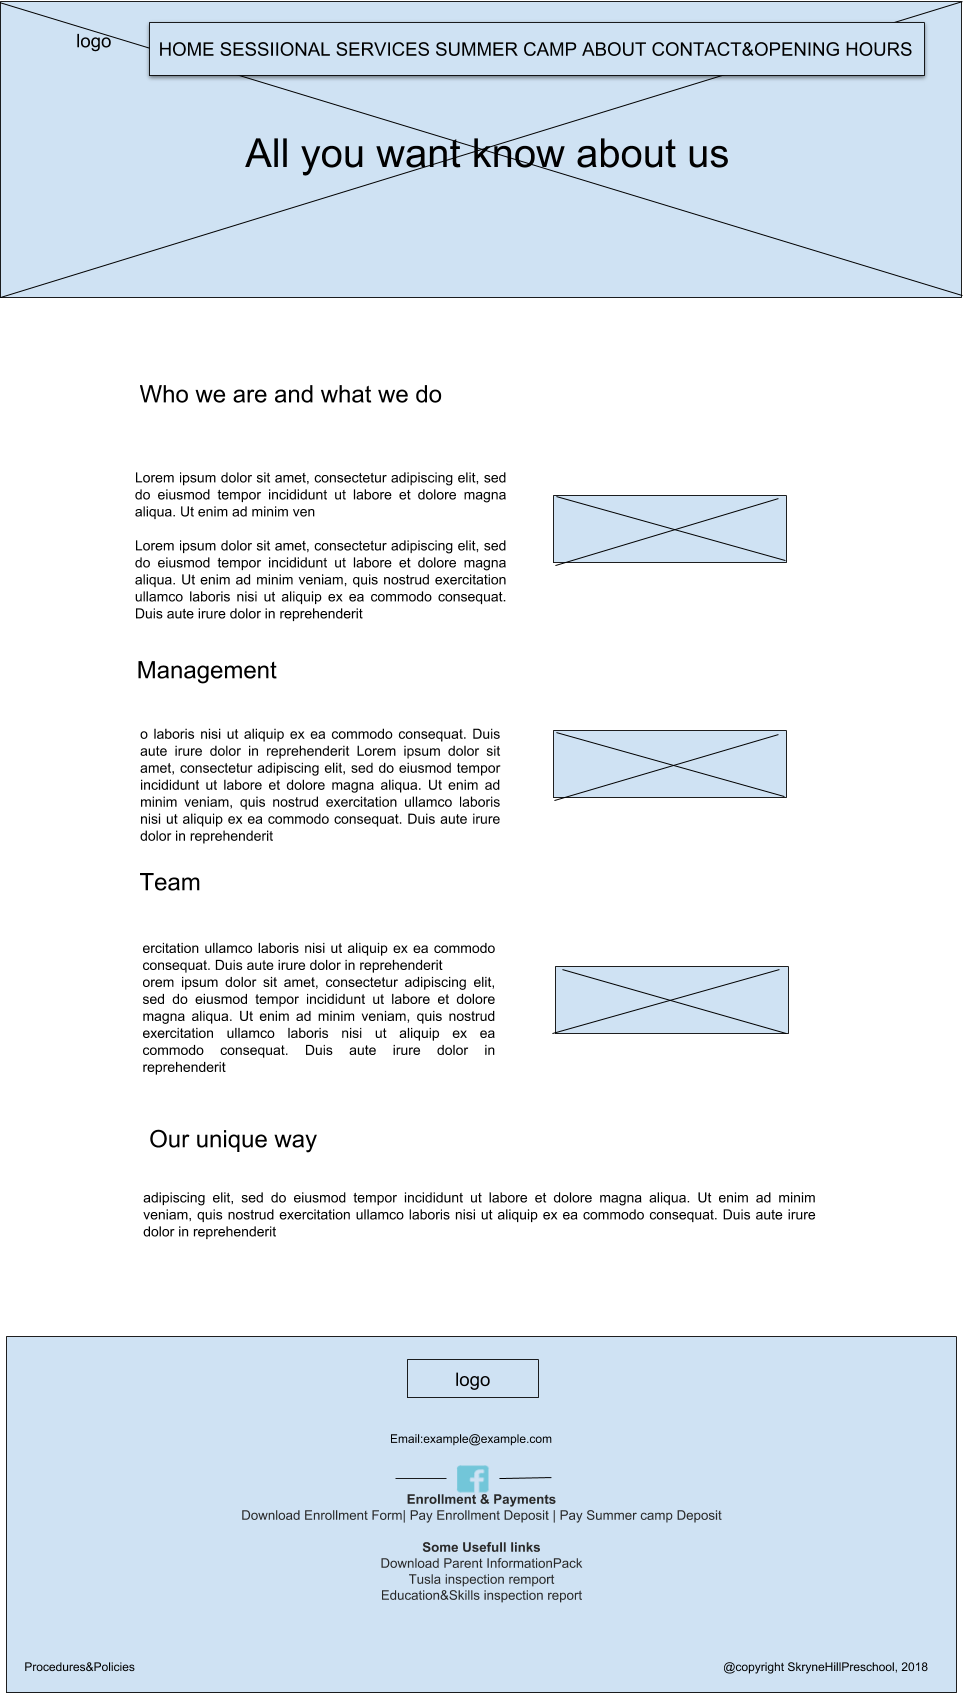 logo
HOME SESSIIONAL SERVICES SUMMER CAMP ABOUT CONTACT&OPENING HOURS
All you want know about us
Who we are and what we do
Lorem ipsum dolor sit amet, consectetur adipiscing elit, sed
do eiusmod tempor incididunt ut labore et dolore magna
aliqua. Ut enim ad minim ven
Lorem ipsum dolor sit amet, consectetur adipiscing elit, sed
do eiusmod tempor incididunt ut labore et dolore magna
aliqua. Ut enim ad minim veniam, quis nostrud exercitation
ullamco laboris nisi ut aliquip ex ea commodo consequat.
Duis aute irure dolor in reprehenderit
Management
o laboris nisi ut aliquip ex ea commodo consequat. Duis
aute irure dolor in reprehenderit Lorem ipsum dolor sit
amet, consectetur adipiscing elit, sed do eiusmod tempor
incididunt ut labore et dolore magna aliqua. Ut enim ad
minim veniam, quis nostrud exercitation ullamco laboris
nisi ut aliquip ex ea commodo consequat. Duis aute irure
dolor in reprehenderit
Team
ercitation ullamco laboris nisi ut aliquip ex ea commodo
consequat. Duis aute irure dolor in reprehenderit
orem ipsum dolor sit amet, consectetur adipiscing elit,
sed do eiusmod tempor incididunt ut labore et dolore
magna aliqua. Ut enim ad minim veniam, quis nostrud
exercitation ullamco laboris nisi ut aliquip ex ea
commodo consequat. Duis aute irure dolor in
reprehenderit
Our unique way
adipiscing elit, sed do eiusmod tempor incididunt ut labore et dolore magna aliqua. Ut enim ad minim
veniam, quis nostrud exercitation ullamco laboris nisi ut aliquip ex ea commodo consequat. Duis aute irure
dolor in reprehenderit
logo
Email:example@example.com
Enrollment & Payments
Download Enrollment Form| Pay Enrollment Deposit | Pay Summer camp Deposit
Some Usefull links
Download Parent InformationPack
Tusla inspection remport
Education&Skills inspection report
Procedures&Policies
@copyright SkryneHillPreschool, 2018